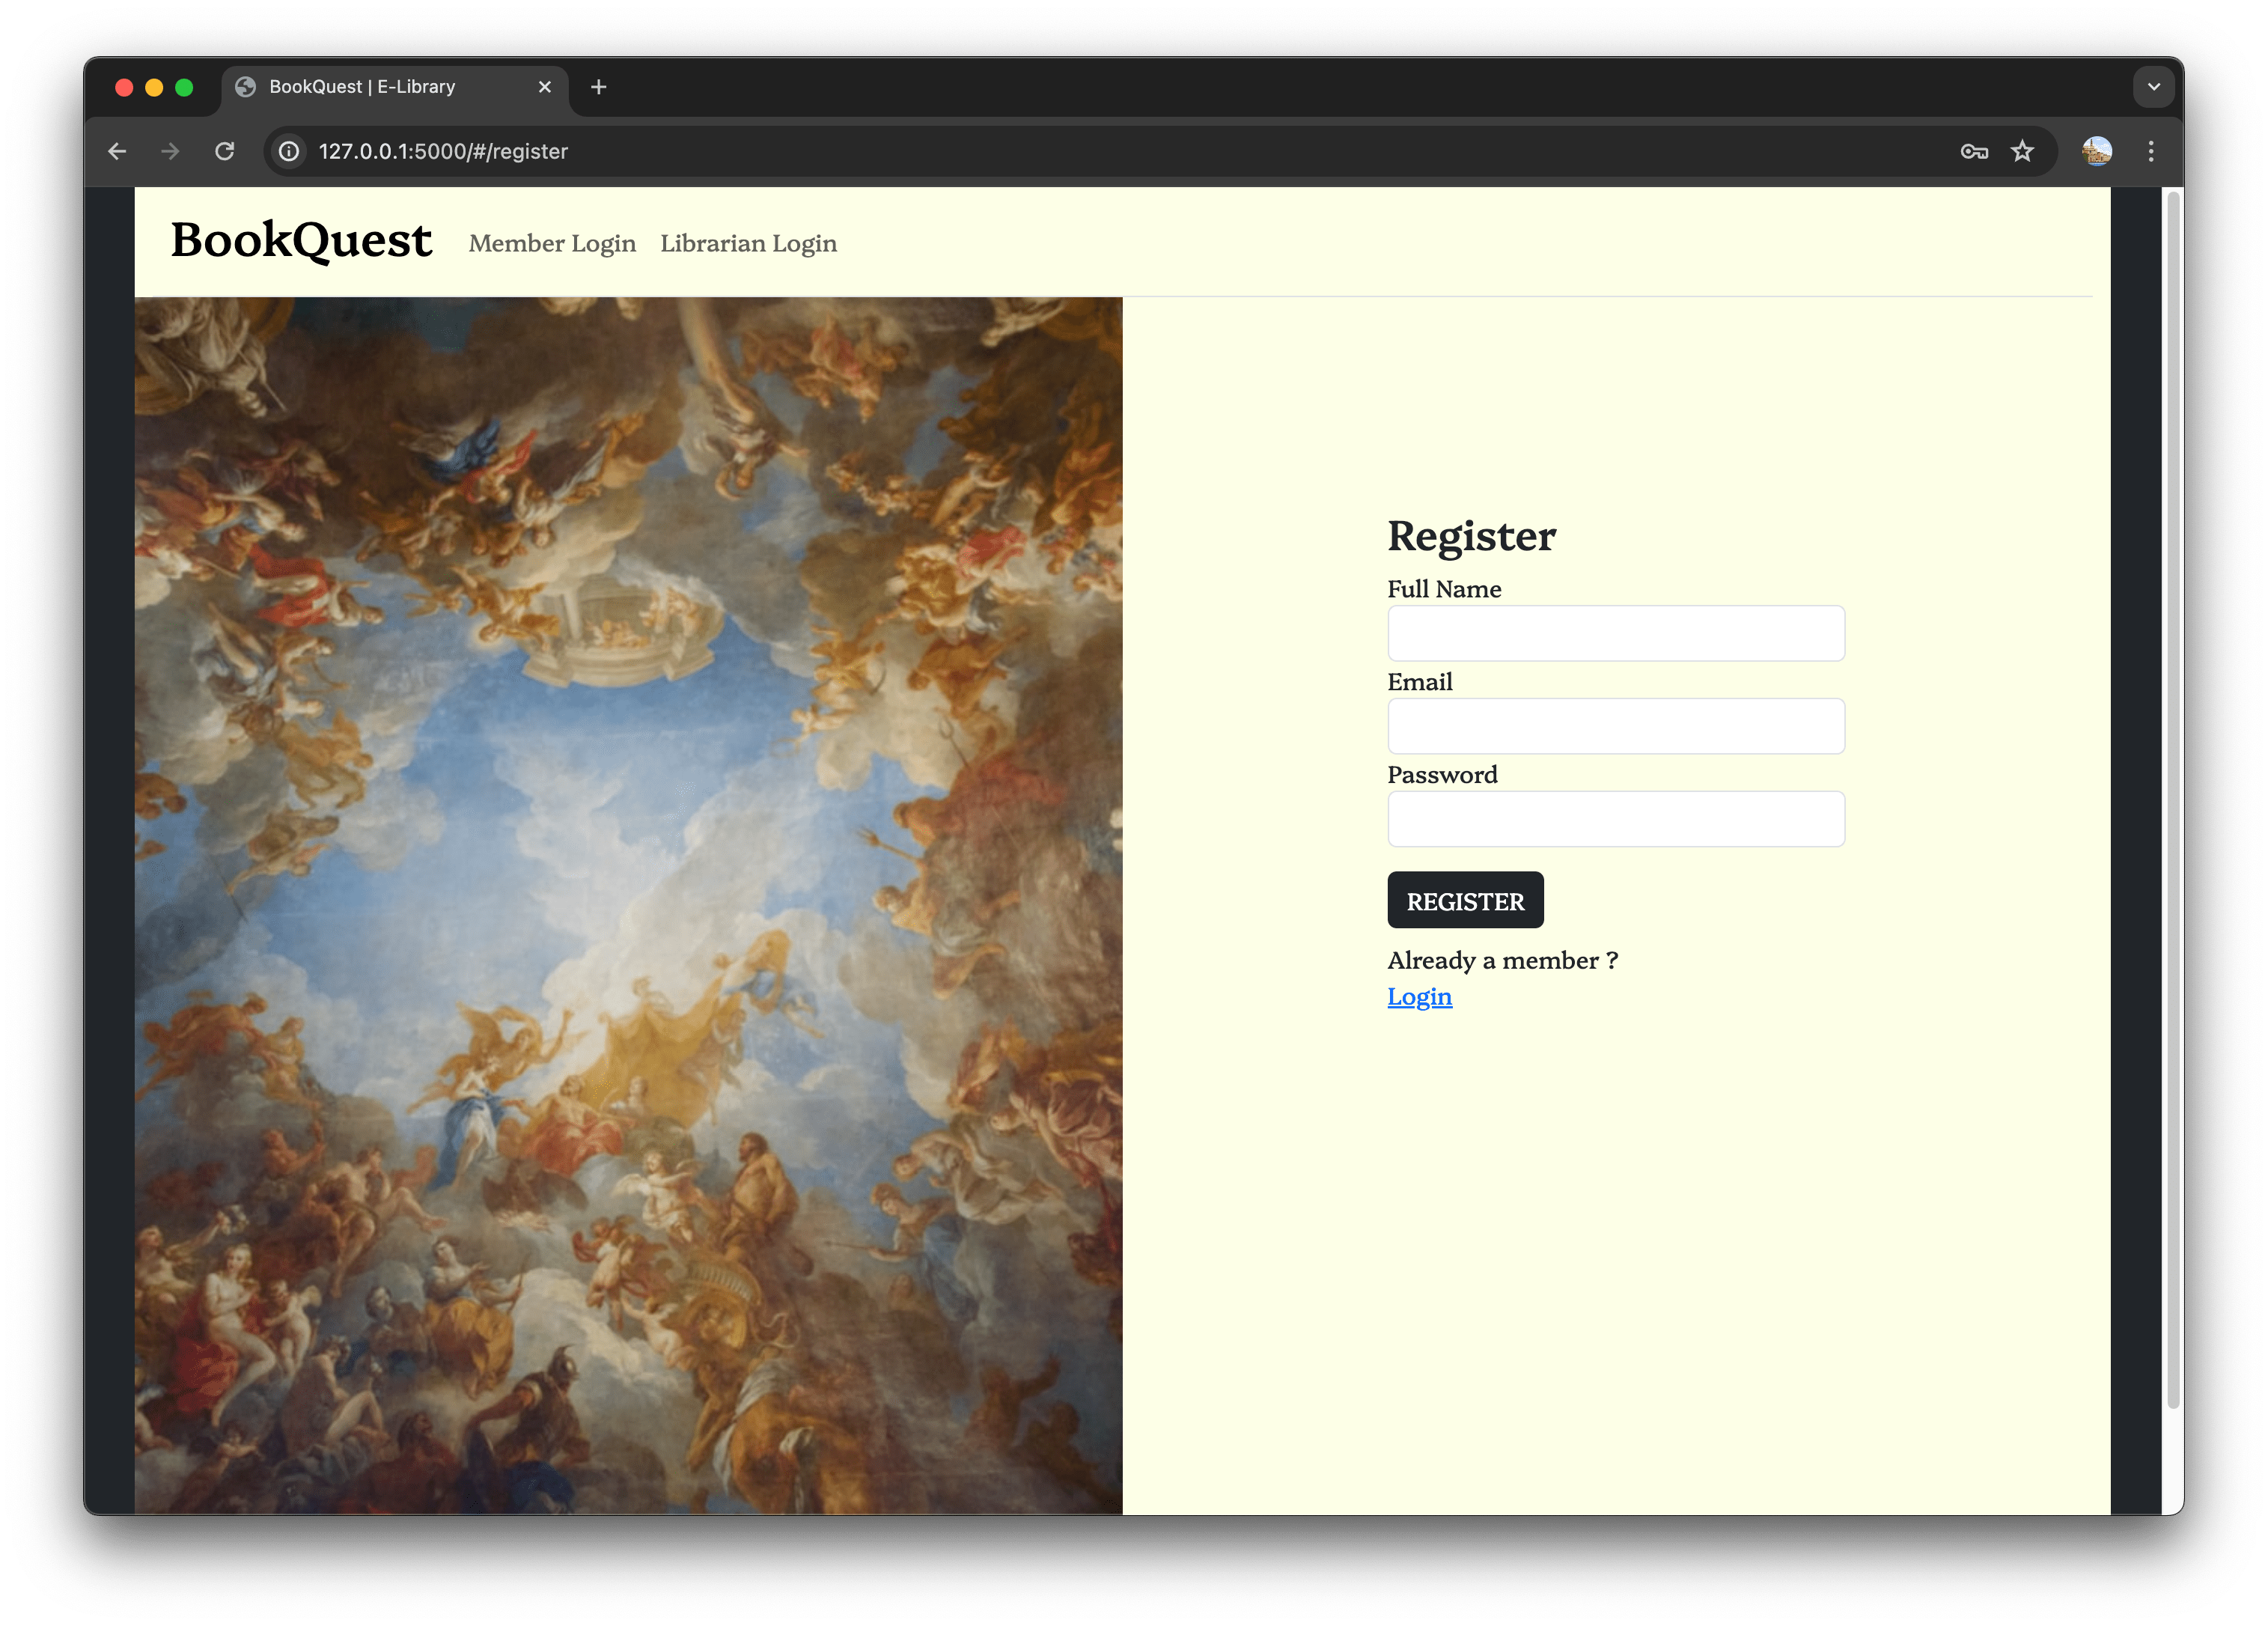 BookQuest | E-Library
127.0.0.1:5000/#/register
BookQuest Member Login Librarian Login
Register
Full Name
Email
Password
REGISTER
Already a member ?
Login